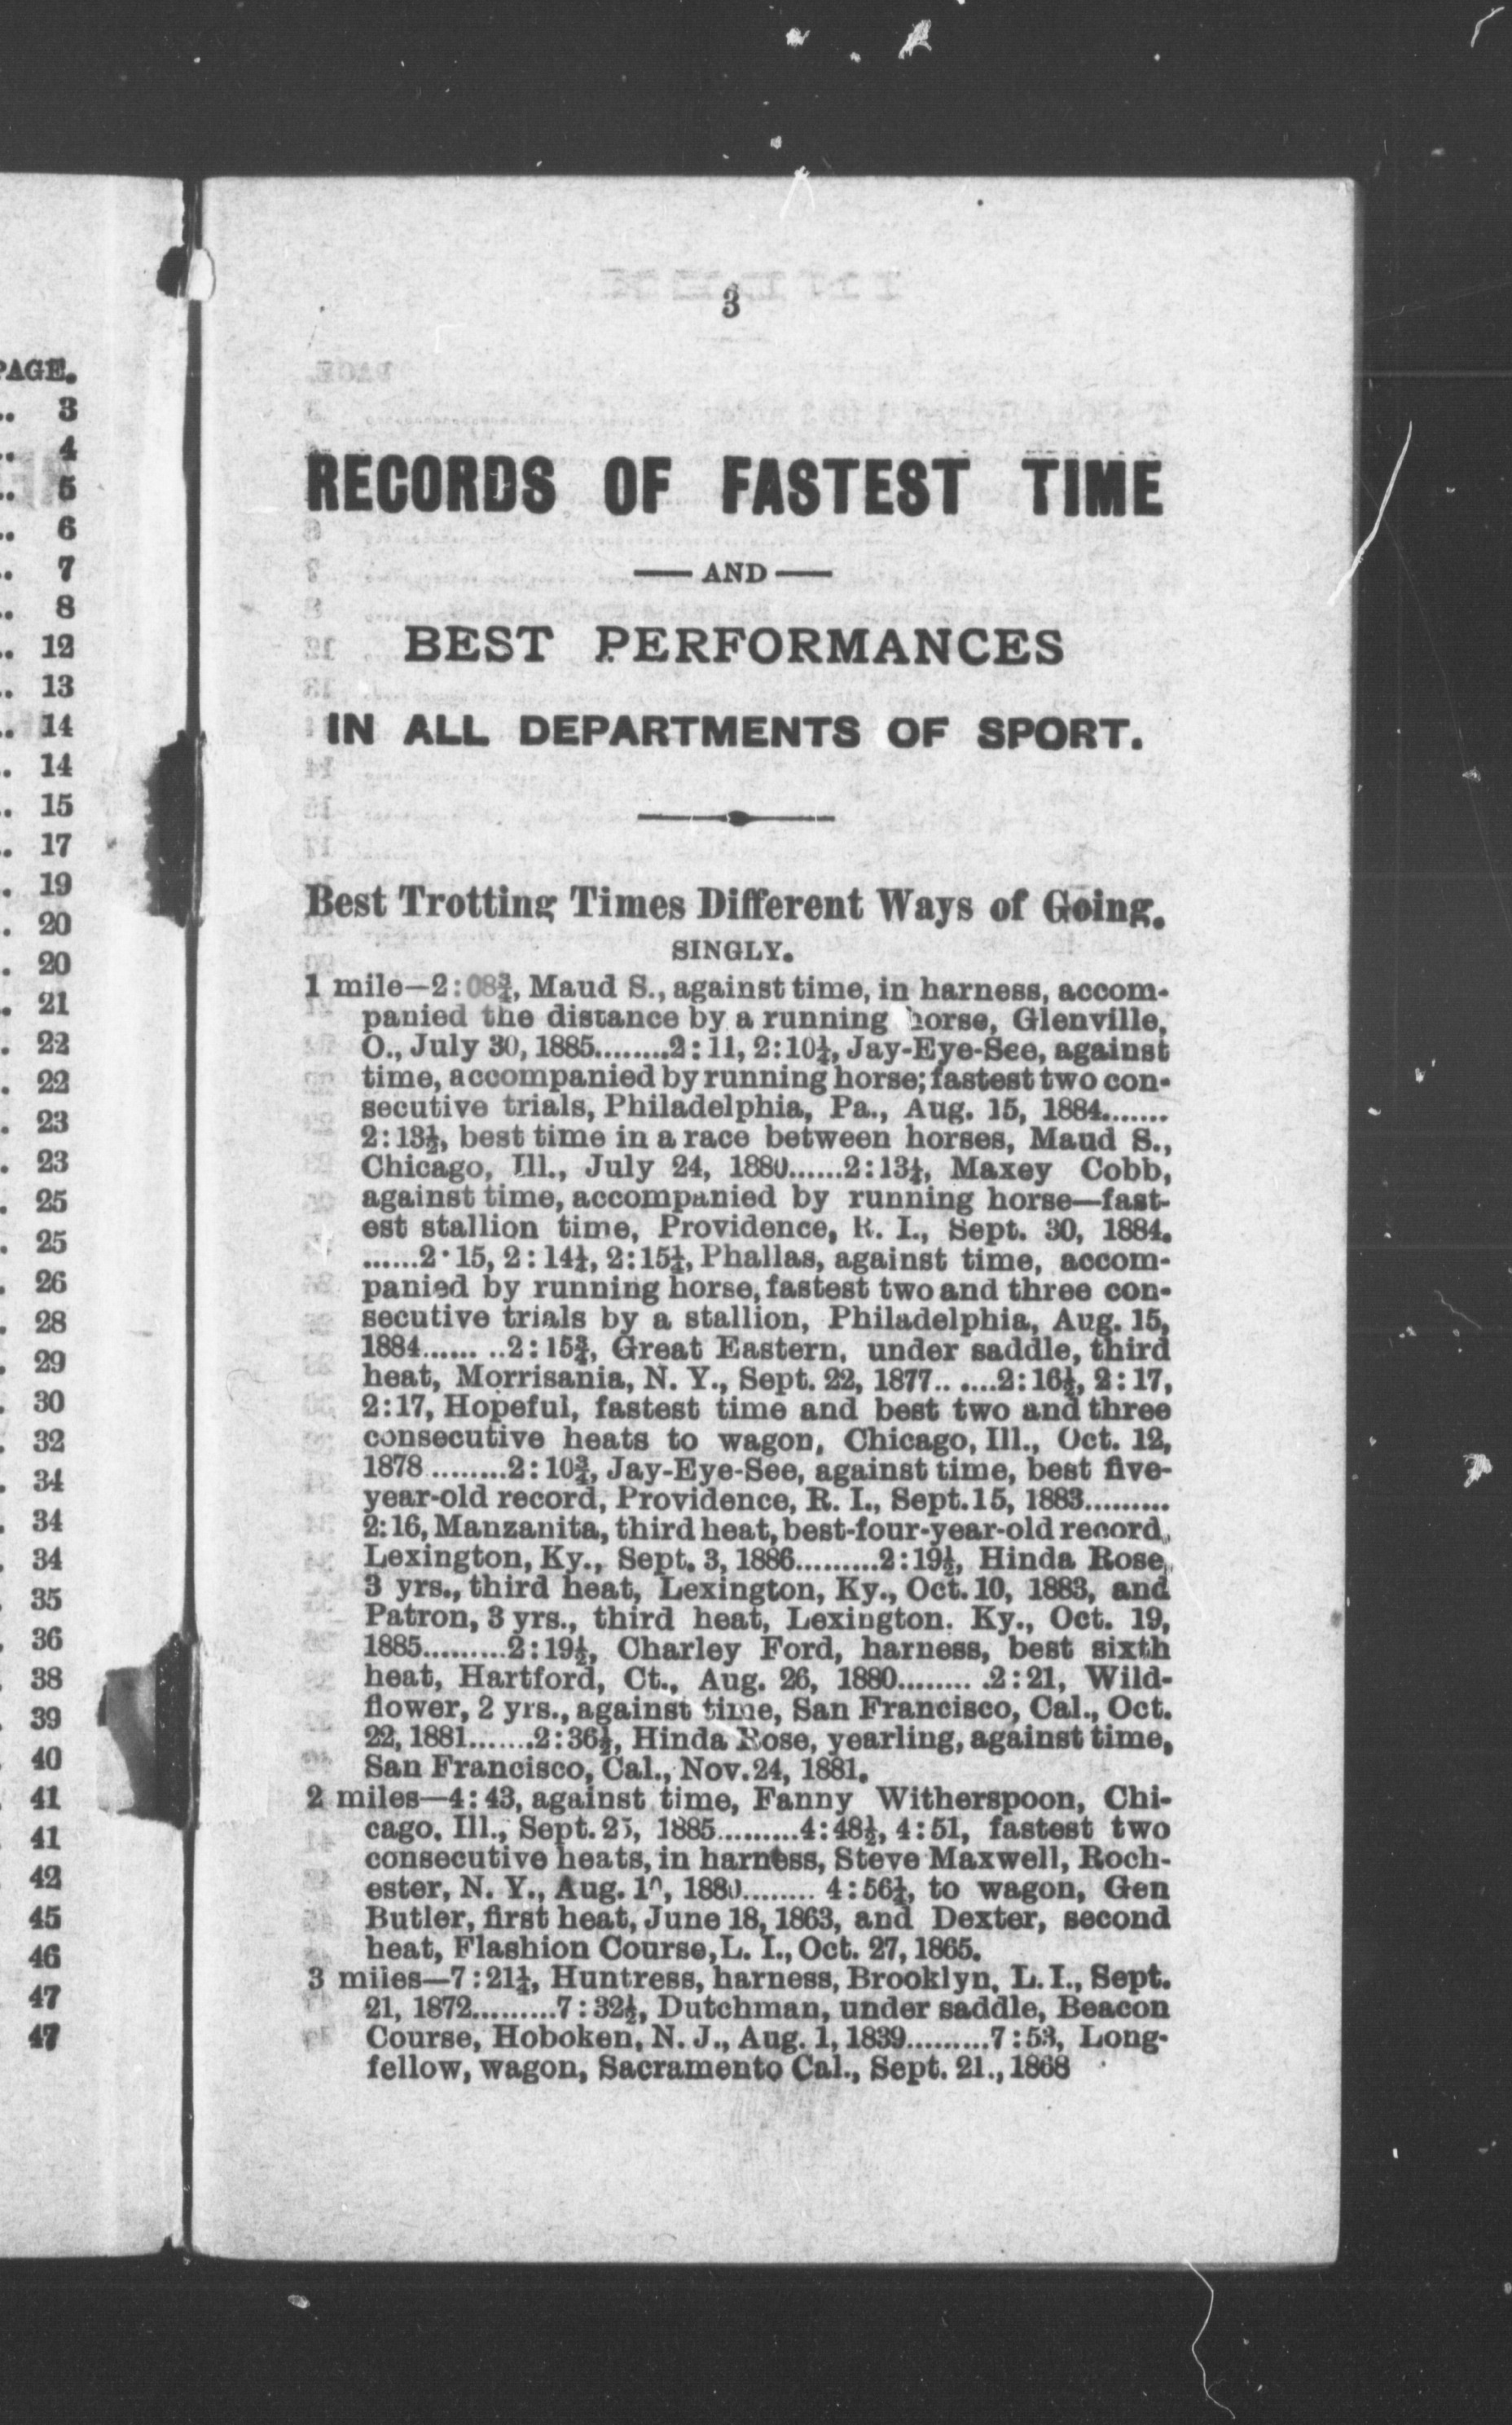 PAGE.
.. 3
.. 4
.. 5
.. 6
.. 7
.. 8
.. 12
.. 13
.. 14
. 14
.. 15
. 17
. 19
. 20
. 20
. 21
. 22
. 22
. 23
. 23
. 25
. 25
. 26
. 28
. 29
. 30
. 32
. 34
. 34
34
35
. 36
38
39
40
41
41
42
45
46
47
47
3
RECORDS OF FASTEST TIME
— AND —
BEST PERFORMANCES
IN ALL DEPARTMENTS OF SPORT.
Best Trotting Times Different Ways of Going.
SINGLY.
1 mile—2:08¾, Maud S., against time, in harness, accom-
panied the distance by a running horse, Glenville,
O., July 30, 1885.........2:11, 2:10½, Jay-Eye-See, against
time, accompanied by running horse; fastest two con-
secutive trials, Philadelphia, Pa., Aug. 15, 1884.......
2:13½, best time in a race between horses, Maud S.,
Chicago, Ill., July 24, 1880......2:13¼, Maxey Cobb,
against time, accompanied by running horse—fast-
est stallion time, Providence, R. I., Sept. 30, 1884.
......2·15, 2:14¼, 2:15¼, Phallas, against time, accom-
panied by running horse, fastest two and three con-
secutive trials by a stallion, Philadelphia, Aug. 15,
1884...... ..2:15¾, Great Eastern, under saddle, third
heat, Morrisania, N. Y., Sept. 22, 1877.. .....2:16½, 2:17,
2:17, Hopeful, fastest time and best two and three
consecutive heats to wagon, Chicago, Ill., Oct. 12,
1878 .........2:10¾, Jay-Eye-See, against time, best five-
year-old record, Providence, R. I., Sept. 15, 1883.........
2:16, Manzanita, third heat, best-four-year-old record,
Lexington, Ky., Sept. 3, 1886.........2:19½, Hinda Rose,
3 yrs., third heat, Lexington, Ky., Oct. 10, 1883, and
Patron, 3 yrs., third heat, Lexington. Ky., Oct. 19,
1885.........2:19½, Charley Ford, harness, best sixth
heat, Hartford, Ct., Aug. 26, 1880........ .2:21, Wild-
flower, 2 yrs., against time, San Francisco, Cal., Oct.
22, 1881.......2:36½, Hinda Rose, yearling, against time,
San Francisco, Cal., Nov. 24, 1881.
2 miles—4:43, against time, Fanny Witherspoon, Chi-
cago, Ill., Sept. 25, 1885.........4:48½, 4:51, fastest two
consecutive heats, in harness, Steve Maxwell, Roch-
ester, N. Y., Aug. 10, 1880........ 4:56¼, to wagon, Gen
Butler, first heat, June 18, 1863, and Dexter, second
heat, Flashion Course, L. I., Oct. 27, 1865.
3 miles—7:21¼, Huntress, harness, Brooklyn, L. I., Sept.
21, 1872.........7:32½, Dutchman, under saddle, Beacon
Course, Hoboken, N. J., Aug. 1, 1839.........7:53, Long-
fellow, wagon, Sacramento Cal., Sept. 21., 1868